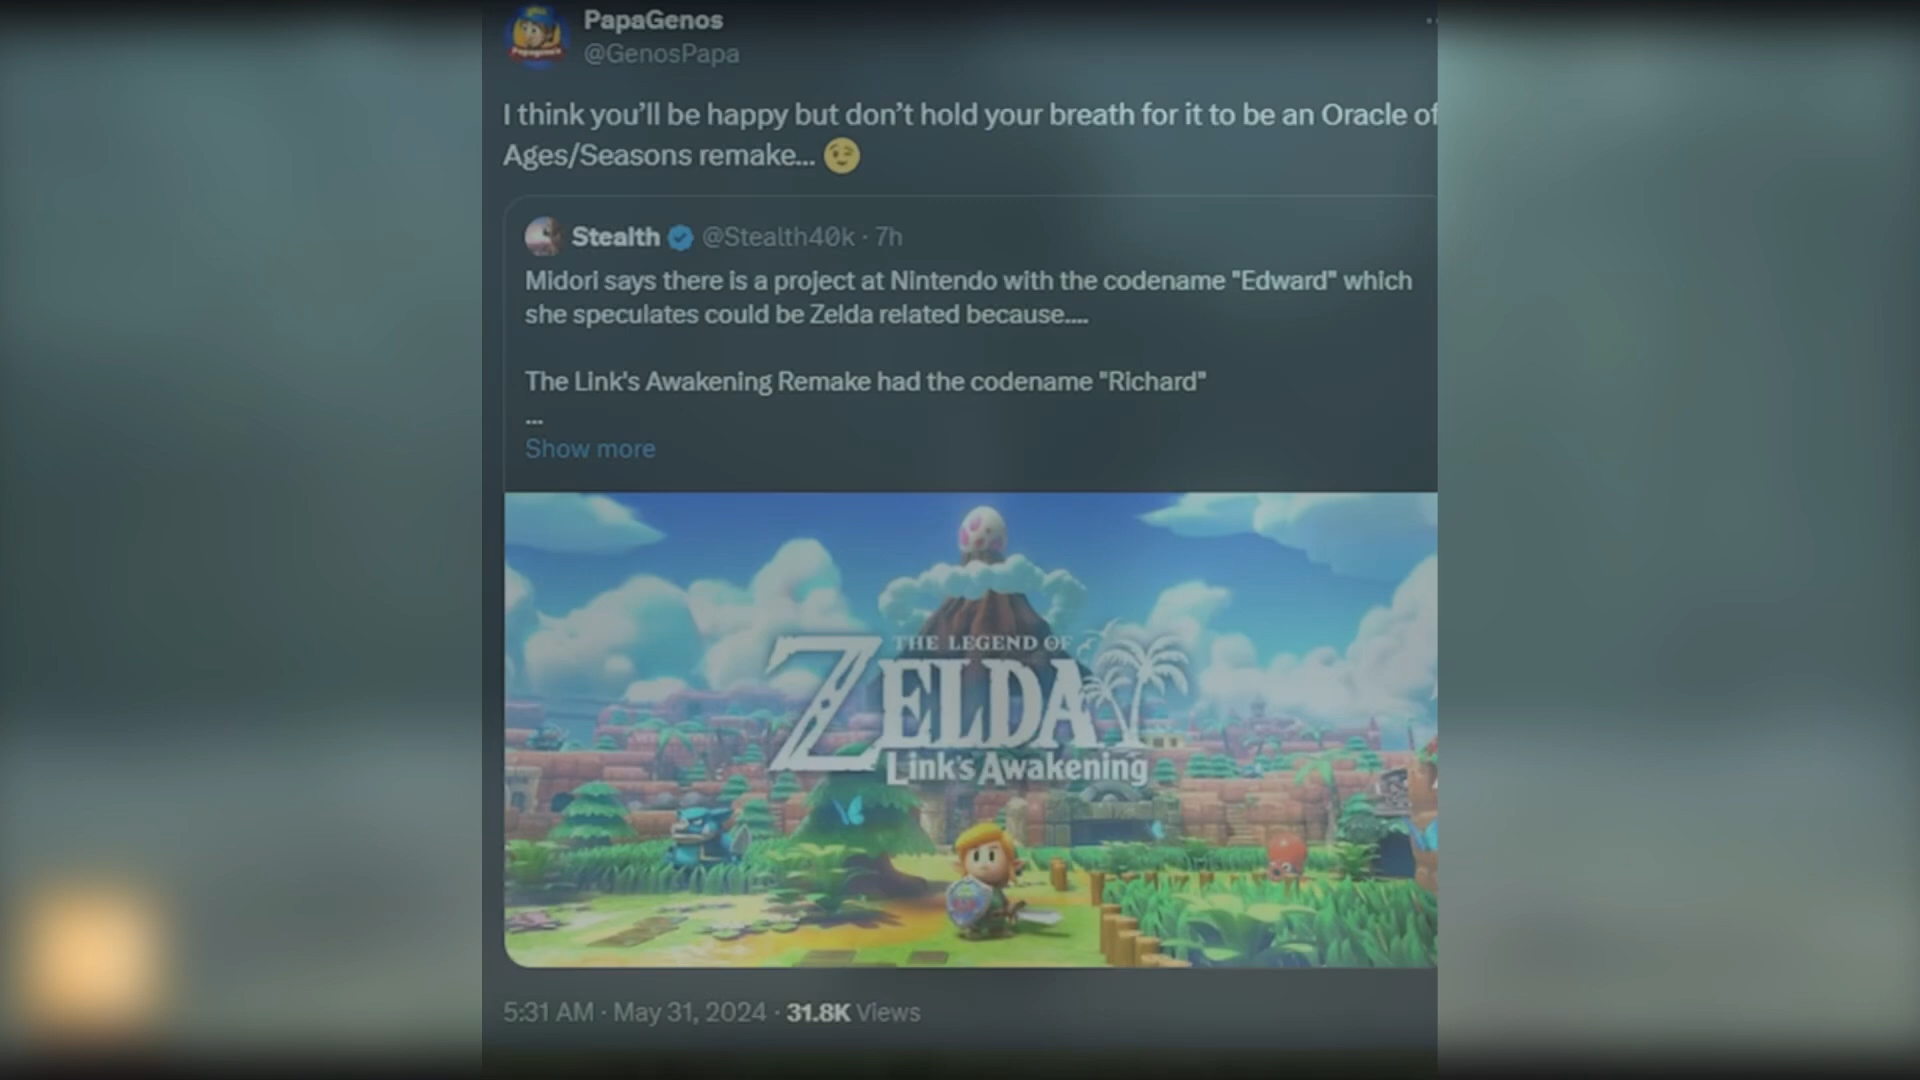 PapaGenos
@GenosPapa
I think you’ll be happy but don’t hold your breath for it to be an Oracle of
Ages/Seasons remake...
Stealth @Stealth40k · 7h
Midori says there is a project at Nintendo with the codename "Edward" which
she speculates could be Zelda related because....
The Link's Awakening Remake had the codename "Richard"
...
Show more
THE LEGEND OF
ZELDA
Link's Awakening
5:31 AM · May 31, 2024 · 31.8K Views